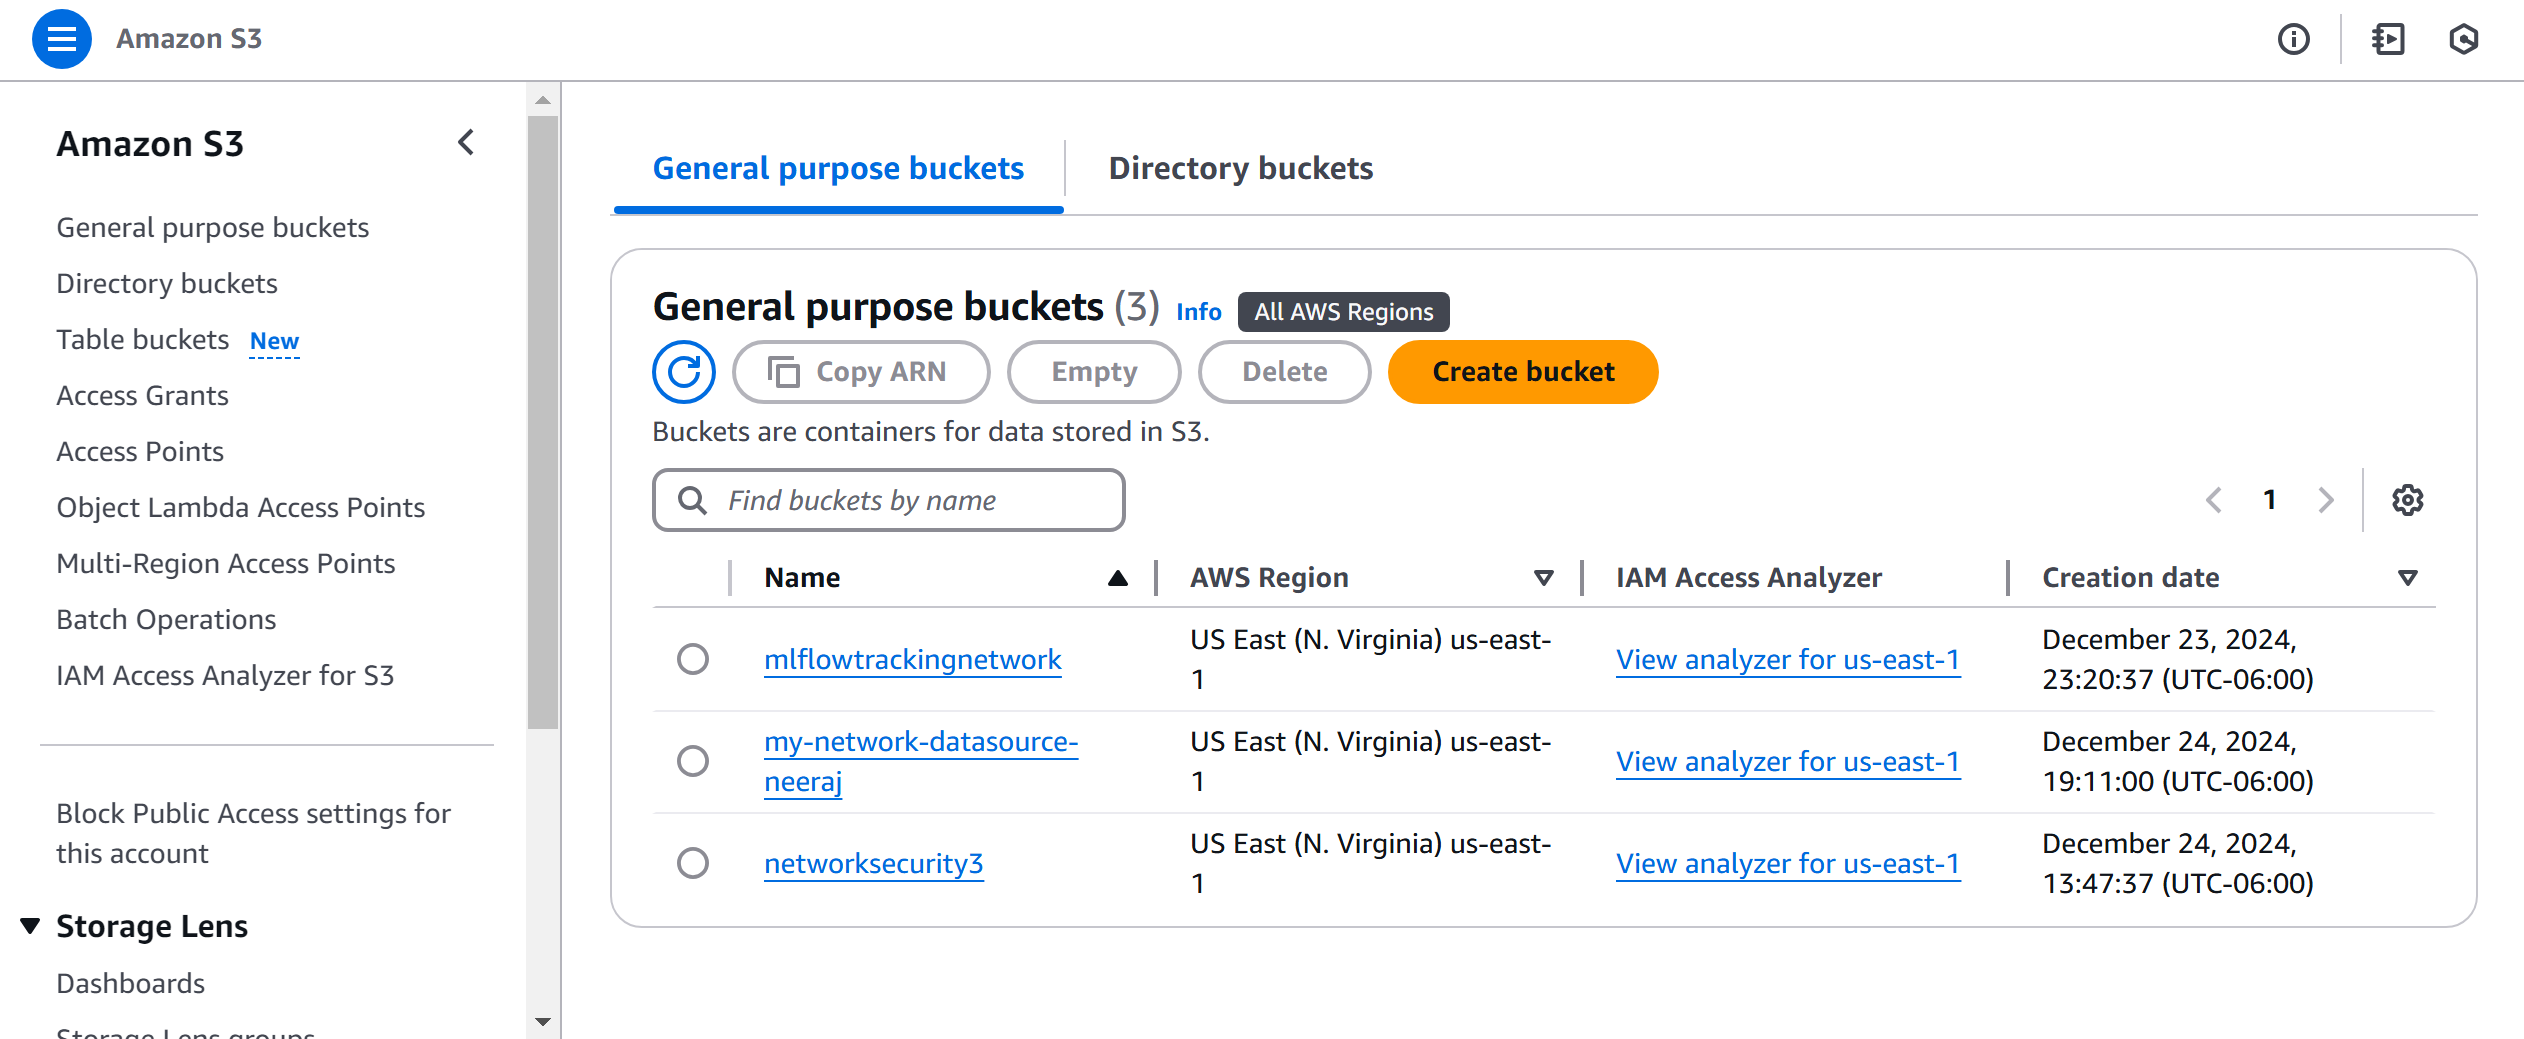 Amazon S3
Amazon S3
General purpose buckets
Directory buckets
Table buckets New
Access Grants
Access Points
Object Lambda Access Points
Multi-Region Access Points
Batch Operations
IAM Access Analyzer for S3
Block Public Access settings for
this account
Storage Lens
Dashboards
Storage Lens groups
General purpose buckets
Directory buckets
General purpose buckets (3) Info All AWS Regions
Copy ARN Empty Delete Create bucket
Buckets are containers for data stored in S3.
Find buckets by name
1
Name AWS Region IAM Access Analyzer Creation date
mlflowtrackingnetwork US East (N. Virginia) us-east- View analyzer for us-east-1 December 23, 2024,
1 23:20:37 (UTC-06:00)
my-network-datasource- US East (N. Virginia) us-east- View analyzer for us-east-1 December 24, 2024,
neeraj 1 19:11:00 (UTC-06:00)
networksecurity3 US East (N. Virginia) us-east- View analyzer for us-east-1 December 24, 2024,
1 13:47:37 (UTC-06:00)